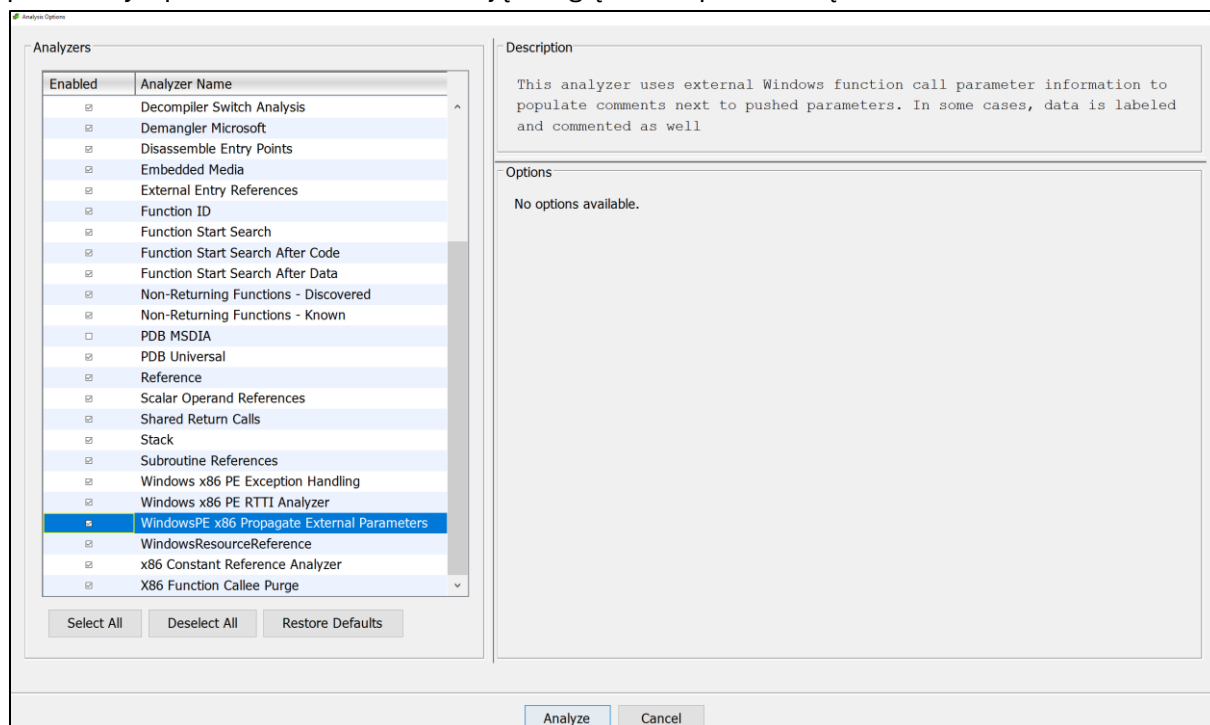 Analysis Options
Analyzers
Enabled Analyzer Name
Decompiler Switch Analysis
Demangler Microsoft
Disassemble Entry Points
Embedded Media
External Entry References
Function ID
Function Start Search
Function Start Search After Code
Function Start Search After Data
Non-Returning Functions - Discovered
Non-Returning Functions - Known
PDB MSDIA
PDB Universal
Reference
Scalar Operand References
Shared Return Calls
Stack
Subroutine References
Windows x86 PE Exception Handling
Windows x86 PE RTTI Analyzer
WindowsPE x86 Propagate External Parameters
WindowsResourceReference
x86 Constant Reference Analyzer
X86 Function Callee Purge
Select All Deselect All Restore Defaults
Description
This analyzer uses external Windows function call parameter information to
populate comments next to pushed parameters. In some cases, data is labeled
and commented as well
Options
No options available.
Analyze Cancel